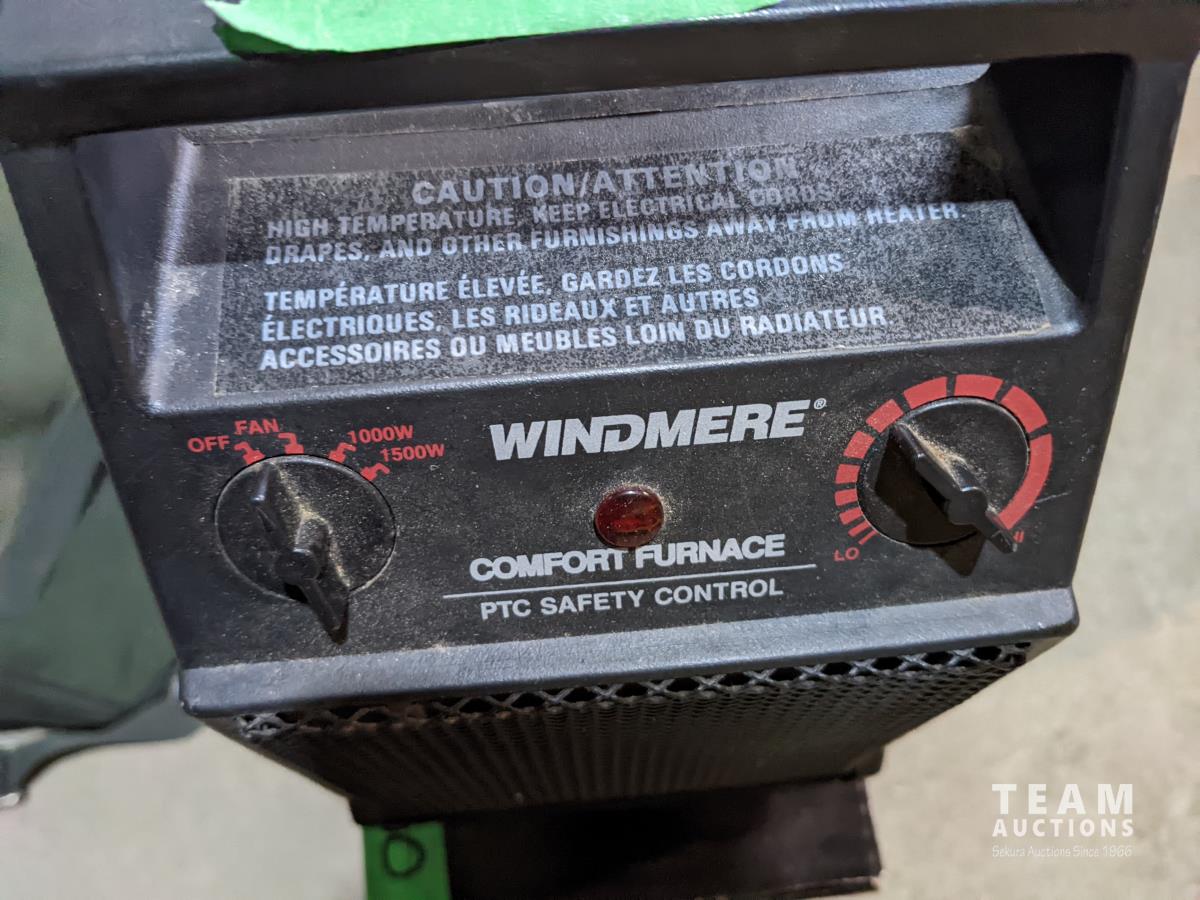 CAUTION/ATTENTION
HIGH TEMPERATURE, KEEP ELECTRICAL CORDS
DRAPES, AND OTHER FURNISHINGS AWAY FROM HEATER.
TEMPÉRATURE ÉLEVÉE, GARDEZ LES CORDONS
ÉLECTRIQUES, LES RIDEAUX ET AUTRES
ACCESSOIRES OU MEUBLES LOIN DU RADIATEUR
WINDMERE®
OFF FAN 1000W
1500W
LO
COMFORT FURNACE
PTC SAFETY CONTROL
O
TEAM
AUCTIONS
Sekura Auctions Since 1966